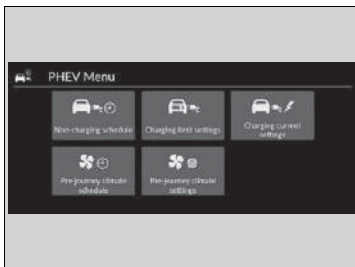 PHEV Menu
Non-charging schedule
Charging limit settings
Charging current
settings
Pre-journey climate
schedule
Pre-journey climate
settings